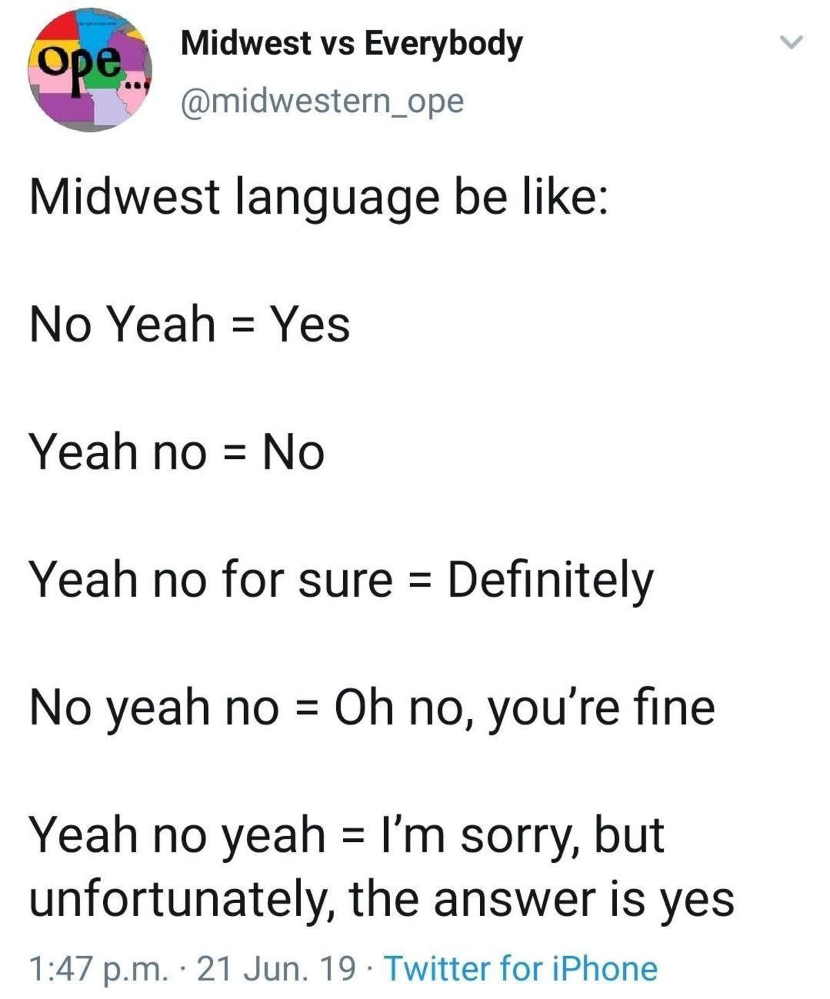 ope...
Midwest vs Everybody
@midwestern_ope
Midwest language be like:
No Yeah = Yes
Yeah no = No
Yeah no for sure = Definitely
No yeah no = Oh no, you’re fine
Yeah no yeah = I’m sorry, but
unfortunately, the answer is yes
1:47 p.m. · 21 Jun. 19 · Twitter for iPhone